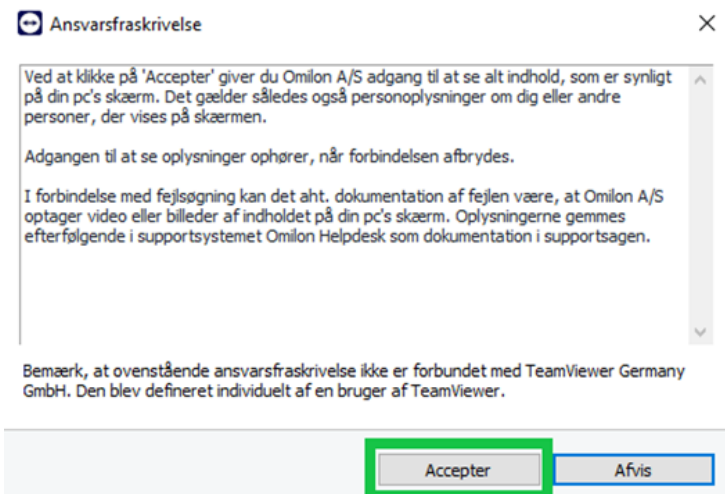 Ansvarsfraskrivelse
Ved at klikke på 'Accepter' giver du Omilon A/S adgang til at se alt indhold, som er synligt
på din pc's skærm. Det gælder således også personoplysninger om dig eller andre
personer, der vises på skærmen.
Adgangen til at se oplysninger ophører, når forbindelsen afbrydes.
I forbindelse med fejlsøgning kan det aht. dokumentation af fejlen være, at Omilon A/S
optager video eller billeder af indholdet på din pc's skærm. Oplysningerne gemmes
efterfølgende i supportsystemet Omilon Helpdesk som dokumentation i supportsagen.
Bemærk, at ovenstående ansvarsfraskrivelse ikke er forbundet med TeamViewer Germany
GmbH. Den blev defineret individuelt af en bruger af TeamViewer.
Accepter
Afvis